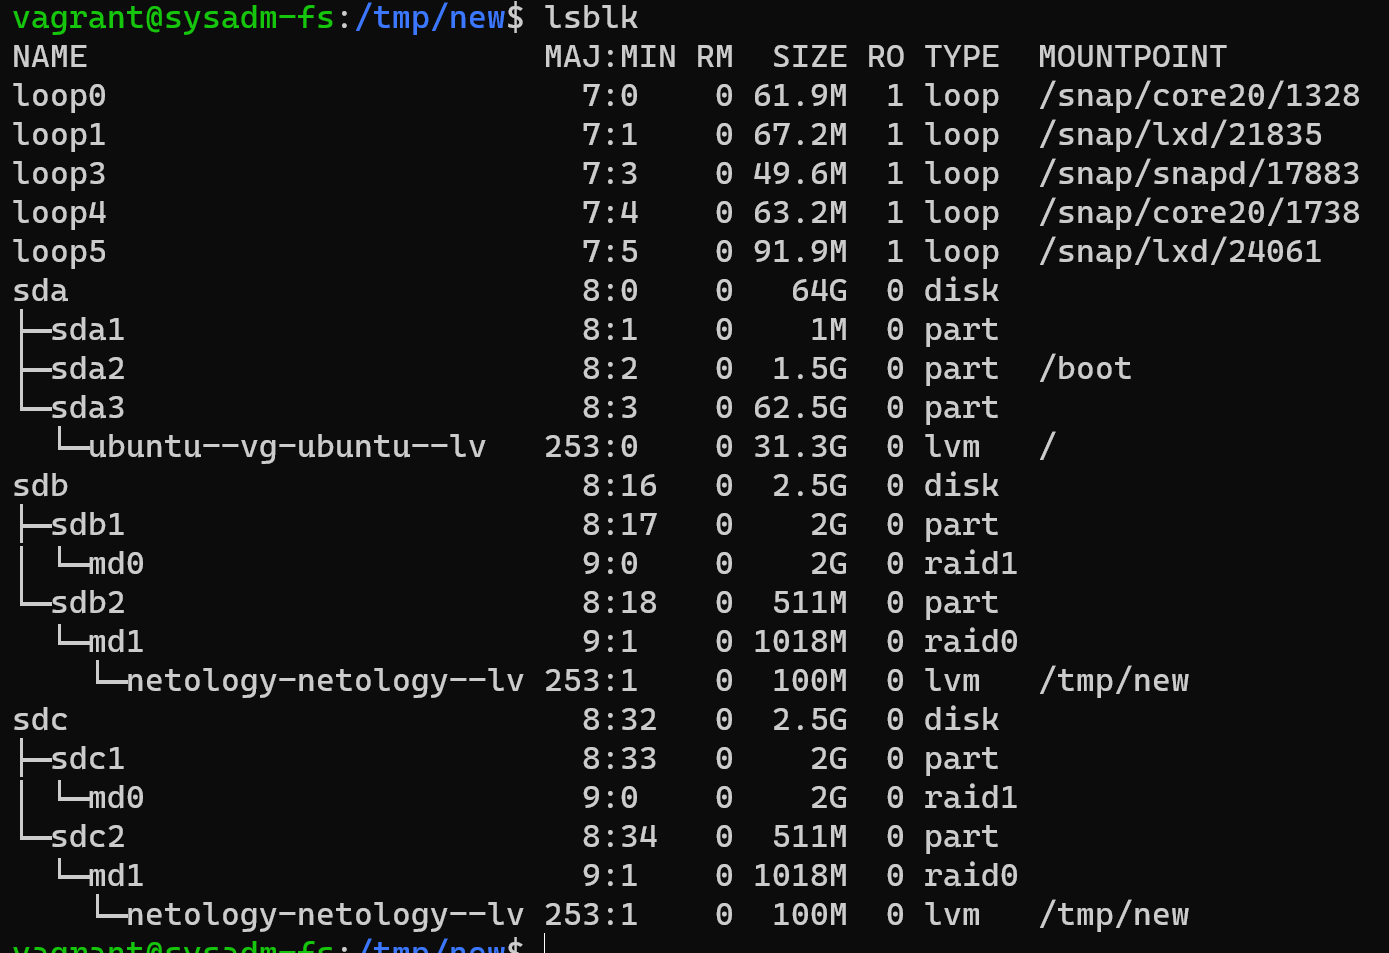 vagrant@sysadm-fs:/tmp/new$ lsblk
NAME                        MAJ:MIN RM  SIZE RO TYPE  MOUNTPOINT
loop0                         7:0    0 61.9M  1 loop  /snap/core20/1328
loop1                         7:1    0 67.2M  1 loop  /snap/lxd/21835
loop3                         7:3    0 49.6M  1 loop  /snap/snapd/17883
loop4                         7:4    0 63.2M  1 loop  /snap/core20/1738
loop5                         7:5    0 91.9M  1 loop  /snap/lxd/24061
sda                           8:0    0   64G  0 disk
├─sda1                        8:1    0    1M  0 part
├─sda2                        8:2    0  1.5G  0 part  /boot
└─sda3                        8:3    0 62.5G  0 part
  └─ubuntu--vg-ubuntu--lv   253:0    0 31.3G  0 lvm   /
sdb                           8:16   0  2.5G  0 disk
├─sdb1                        8:17   0    2G  0 part
│ └─md0                       9:0    0    2G  0 raid1
└─sdb2                        8:18   0  511M  0 part
  └─md1                       9:1    0 1018M  0 raid0
    └─netology-netology--lv 253:1    0  100M  0 lvm   /tmp/new
sdc                           8:32   0  2.5G  0 disk
├─sdc1                        8:33   0    2G  0 part
│ └─md0                       9:0    0    2G  0 raid1
└─sdc2                        8:34   0  511M  0 part
  └─md1                       9:1    0 1018M  0 raid0
    └─netology-netology--lv 253:1    0  100M  0 lvm   /tmp/new
vagrant@sysadm-fs:/tmp/new$